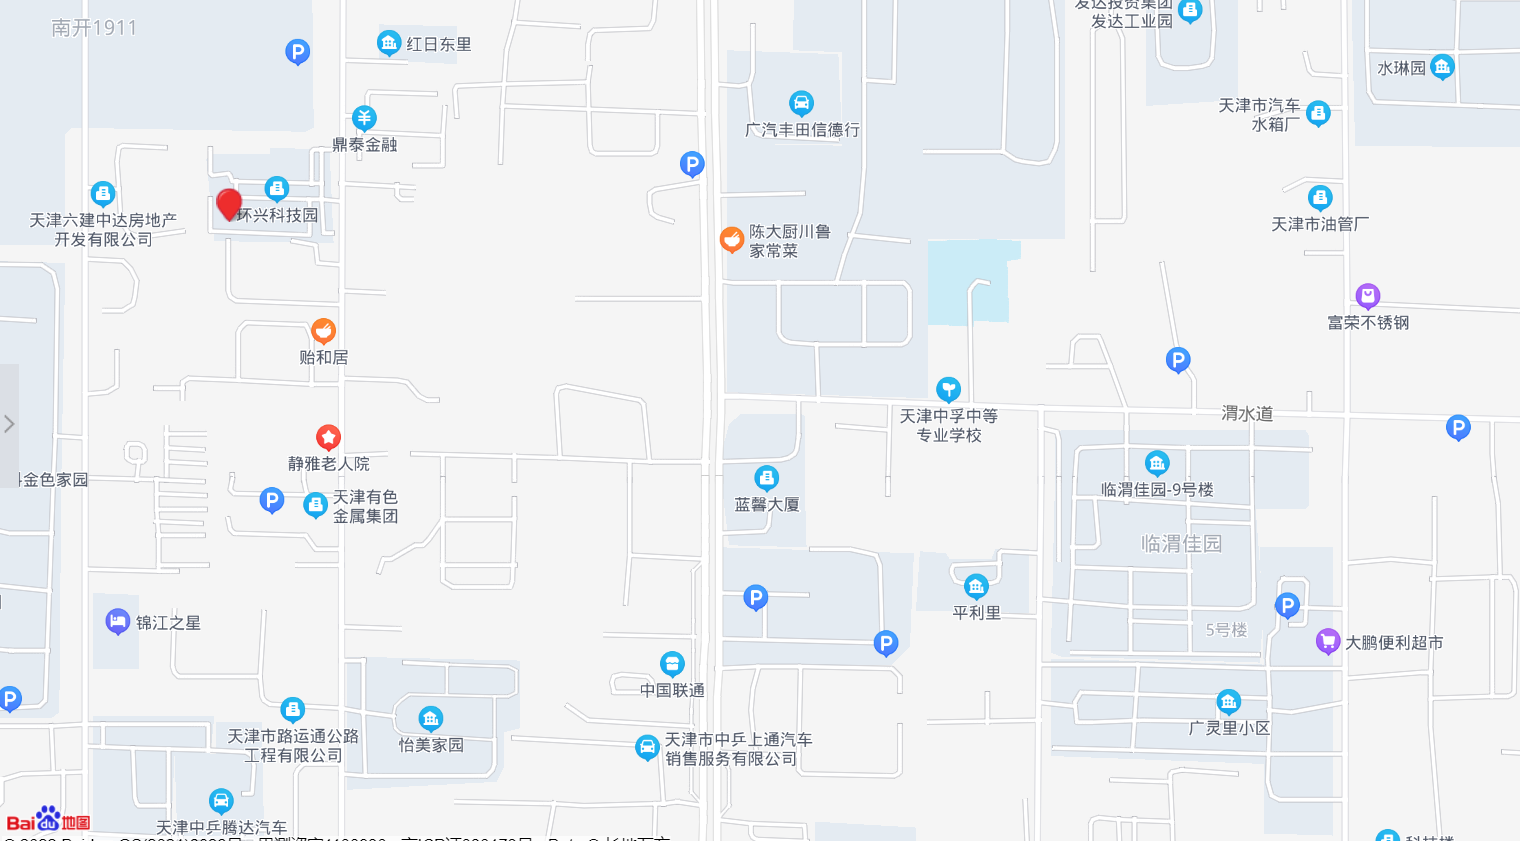 南开1911
发达投资集团
发达工业园
红日东里
水琳园
天津市汽车
水箱厂
广汽丰田信德行
鼎泰金融
环兴科技园
天津六建中达房地产
开发有限公司
天津市油管厂
陈大厨川鲁
家常菜
富荣不锈钢
贻和居
渭水道
天津中孚中等
专业学校
静雅老人院
金色家园
天津有色
金属集团
蓝馨大厦
临渭佳园-9号楼
临渭佳园
平利里
锦江之星
5号楼
大鹏便利超市
中国联通
广灵里小区
天津市路运通公路
工程有限公司
怡美家园
天津市中乒上通汽车
销售服务有限公司
天津中乒腾达汽车
Bai du 地图